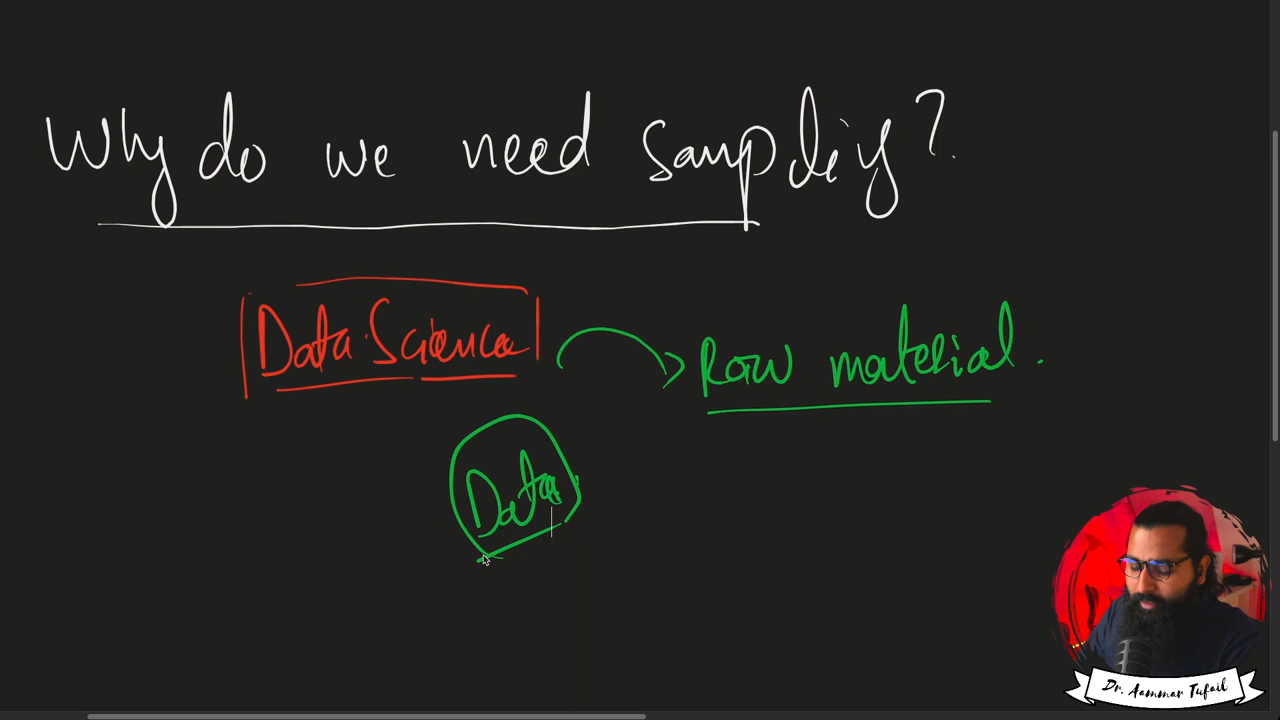 Why do we need sampling?
Data Science
Raw material.
Data
Dr. Aammar Tufail